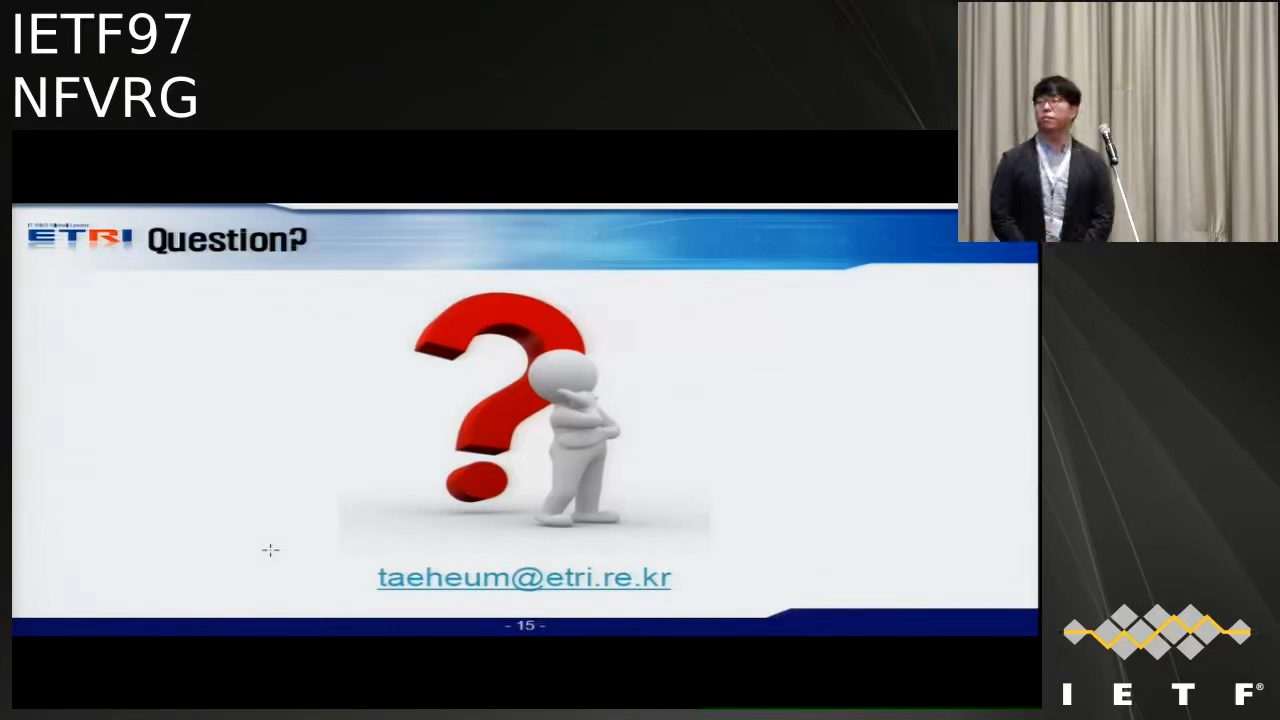 IETF97
NFVRG
ETRI
Question?
taeheum@etri.re.kr
- 15 -
I E T F®